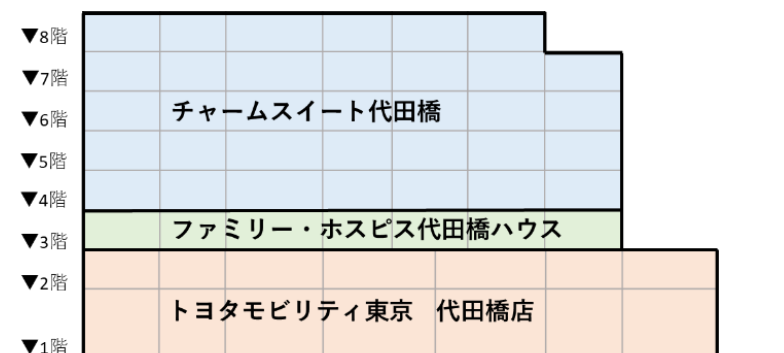 ▼8階
▼7階
チャームスイート代田橋
▼6階
▼5階
▼4階
ファミリー・ホスピス代田橋ハウス
▼3階
▼2階
トヨタモビリティ東京　代田橋店
▼1階